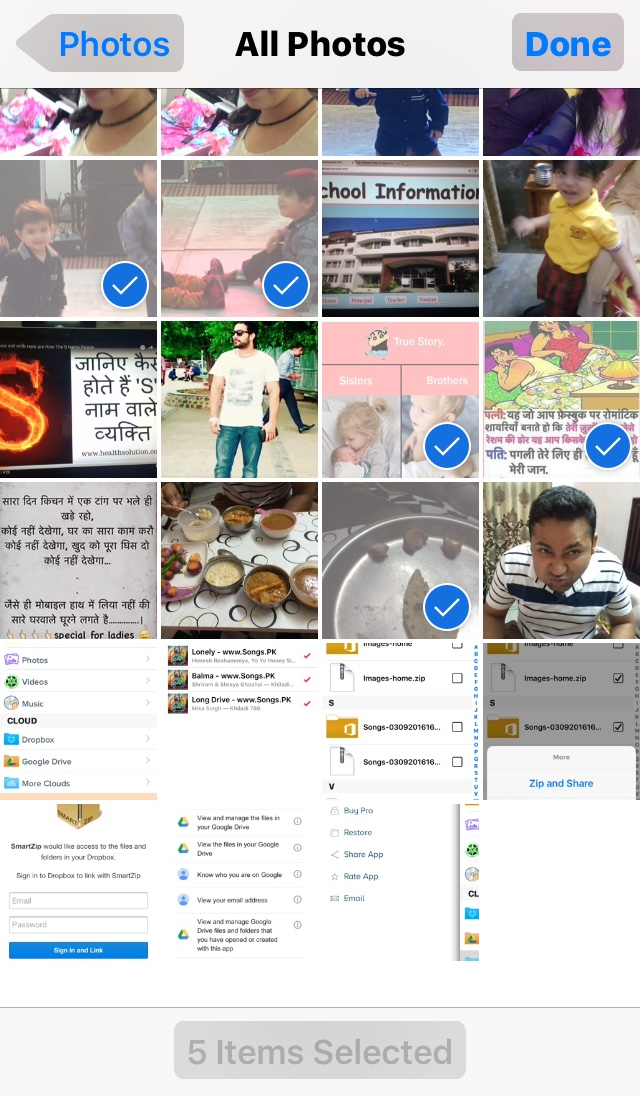 Photos
All Photos
Done
chool Information
THE INDIAN SCHOOL
Home
Principal
Teacher
जानिए कैसे
होते हैं 'S'
नाम वाले
व्यक्ति
www.healthsolution.co
True Story.
Sisters
Brothers
पत्नी: यह जो आप फ़ेस्बुक पर रोमांटिक
शायरियाँ बनाते हो कि तेरी
रेशम की डोर यह आप किसके
पति: पगली तेरे लिए ही
मेरी जान.
सारा दिन किचन में एक टांग पर भले ही
खड़े रहो,
कोई नहीं देखेगा, घर का सारा काम करौ
कोई नहीं देखेगा, खुद को पूरा घिस दो
कोई नहीं देखेगा...
.
.
जैसे ही मोबाइल हाथ में लिया नहीं की
सारे घरवाले घूरने लगते है.............।
special for ladies
Photos
Videos
Music
CLOUD
Dropbox
Google Drive
More Clouds
Lonely - www.Songs.PK
Himesh Reshammiya, Yo Yo Honey Si...
Balma - www.Songs.PK
Shriram & Shreya Ghoshal — Khiladi...
Long Drive - www.Songs.PK
Mika Singh — Khiladi 786
Images-home
Images-home.zip
S
Songs-0309201616...
Songs-0309201616...
V
A
B
C
D
E
F
G
H
I
J
K
L
M
N
O
P
Q
R
S
T
U
V
Images-home.zip
S
Songs-0309201616...
More
Zip and Share
SMART ZIP
SmartZip would like access to the files and
folders in your Dropbox.
Sign in to Dropbox to link with SmartZip
Email
Password
Sign in and Link
View and manage the files in
your Google Drive
View the files in your Google
Drive
Know who you are on Google
View your email address
View and manage Google
Drive files and folders that
you have opened or created
with this app
Buy Pro
Restore
Share App
Rate App
Email
CL
5 Items Selected